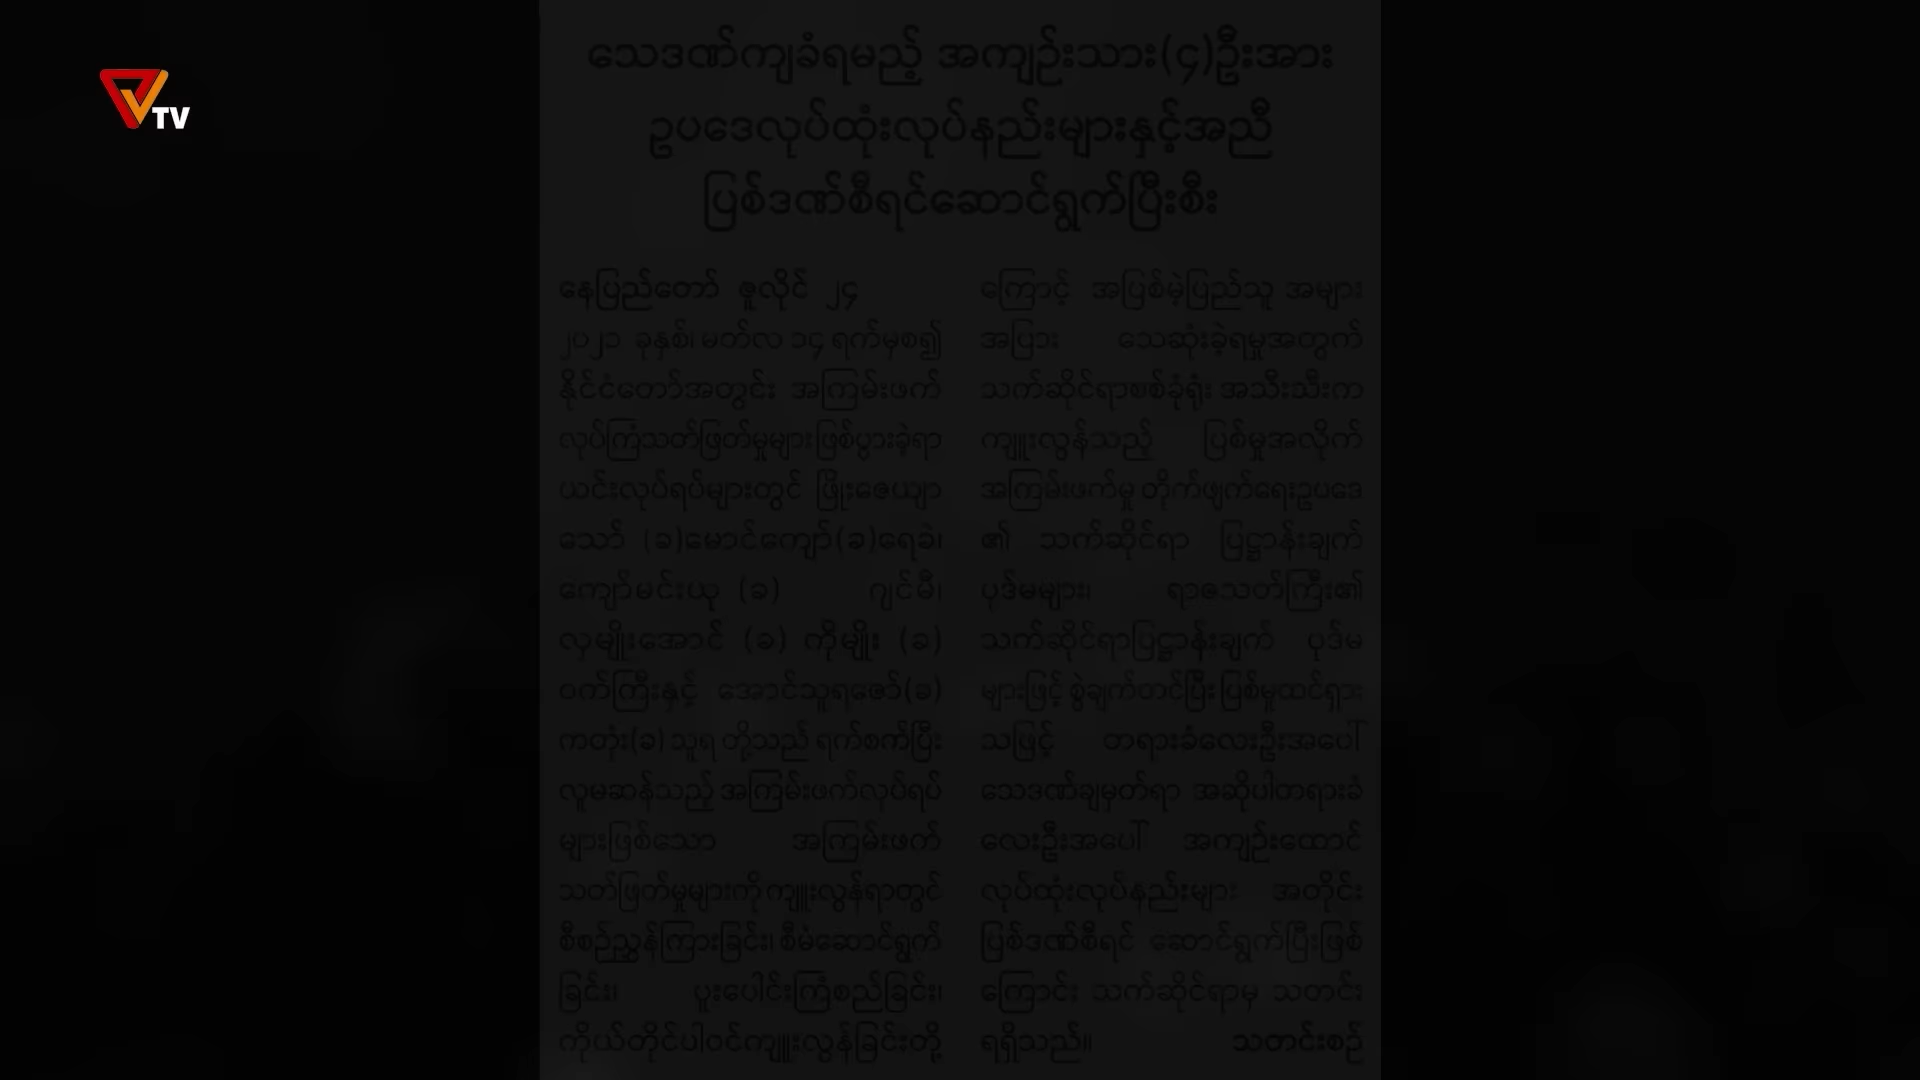 TV
သေဒဏ်ကျခံရမည့် အကျဉ်းသား(၄)ဦးအား
ဥပဒေလုပ်ထုံးလုပ်နည်းများနှင့်အညီ
ပြစ်ဒဏ်စီရင်ဆောင်ရွက်ပြီးစီး
နေပြည်တော် ဇူလိုင် ၂၄
၂၀၂၁ ခုနှစ်၊ မတ်လ ၁၄ ရက်မှစ၍
နိုင်ငံတော်အတွင်း အကြမ်းဖက်
လုပ်ကြံသတ်ဖြတ်မှုများဖြစ်ပွားခဲ့ရာ
ယင်းလုပ်ရပ်များတွင် ဖြိုးဇေယျာ
သော် (ခ)မောင်ကျော်(ခ)ရေခဲ၊
ကျော်မင်းယု (ခ) ဂျင်မီ၊
လှမျိုးအောင် (ခ) ကိုမျိုး (ခ)
ဝက်ကြီးနှင့် အောင်သူရဇော်(ခ)
ကတုံး(ခ) သူရ တို့သည် ရက်စက်ပြီး
လူမဆန်သည့် အကြမ်းဖက်လုပ်ရပ်
များဖြစ်သော အကြမ်းဖက်
သတ်ဖြတ်မှုများကိုကျူးလွန်ရာတွင်
စီစဉ်ညွှန်ကြားခြင်း၊ စီမံဆောင်ရွက်
ခြင်း၊ ပူးပေါင်းကြံစည်ခြင်း၊
ကိုယ်တိုင်ပါဝင်ကျူးလွန်ခြင်းတို့
ကြောင့် အပြစ်မဲ့ပြည်သူ အများ
အပြား သေဆုံးခဲ့ရမှုအတွက်
သက်ဆိုင်ရာစစ်ခုံရုံး အသီးသီးက
ကျူးလွန်သည့် ပြစ်မှုအလိုက်
အကြမ်းဖက်မှု တိုက်ဖျက်ရေးဥပဒေ
၏ သက်ဆိုင်ရာ ပြဋ္ဌာန်းချက်
ပုဒ်မများ၊ ရာဇသတ်ကြီး၏
သက်ဆိုင်ရာပြဋ္ဌာန်းချက် ပုဒ်မ
များဖြင့် စွဲချက်တင်ပြီး ပြစ်မှုထင်ရှား
သဖြင့် တရားခံလေးဦးအပေါ်
သေဒဏ်ချမှတ်ရာ အဆိုပါတရားခံ
လေးဦးအပေါ် အကျဉ်းထောင်
လုပ်ထုံးလုပ်နည်းများ အတိုင်း
ပြစ်ဒဏ်စီရင် ဆောင်ရွက်ပြီးဖြစ်
ကြောင်း သက်ဆိုင်ရာမှ သတင်း
ရရှိသည်။ သတင်းစဉ်